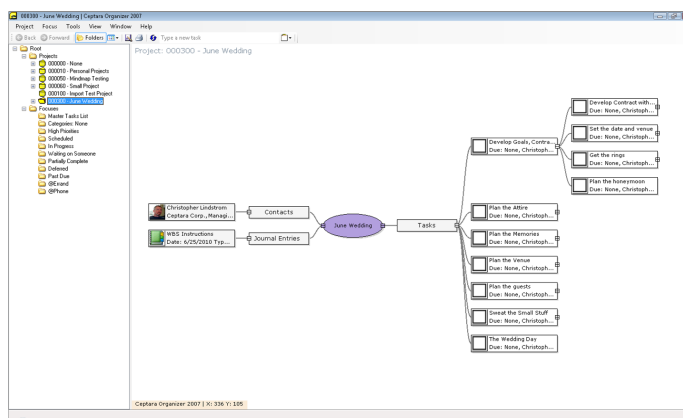 000300 - June Wedding | Ceptara Organizer 2007
Project Focus Tools View Window Help
Back Forward Folders Type a new task
Root
Projects
000000 - None
000010 - Personal Projects
000050 - Mindmap Testing
000060 - Small Project
000100 - Import Test Project
000300 - June Wedding
Focuses
Master Tasks List
Categories: None
High Priorities
Scheduled
In Progress
Waiting on Someone
Partially Complete
Deferred
Past Due
@Errand
@Phone
Project: 000300 - June Wedding
Christopher Lindstrom
Ceptara Corp., Managi...
Contacts
WBS Instructions
Date: 6/25/2010 Typ...
Journal Entries
June Wedding
Tasks
Develop Goals, Contra...
Due: None, Christoph...
Develop Contract with...
Due: None, Christoph...
Set the date and venue
Due: None, Christoph...
Get the rings
Due: None, Christoph...
Plan the honeymoon
Due: None, Christoph...
Plan the Attire
Due: None, Christoph...
Plan the Memories
Due: None, Christoph...
Plan the Venue
Due: None, Christoph...
Plan the guests
Due: None, Christoph...
Sweat the Small Stuff
Due: None, Christoph...
The Wedding Day
Due: None, Christoph...
Ceptara Organizer 2007 | X: 336 Y: 105